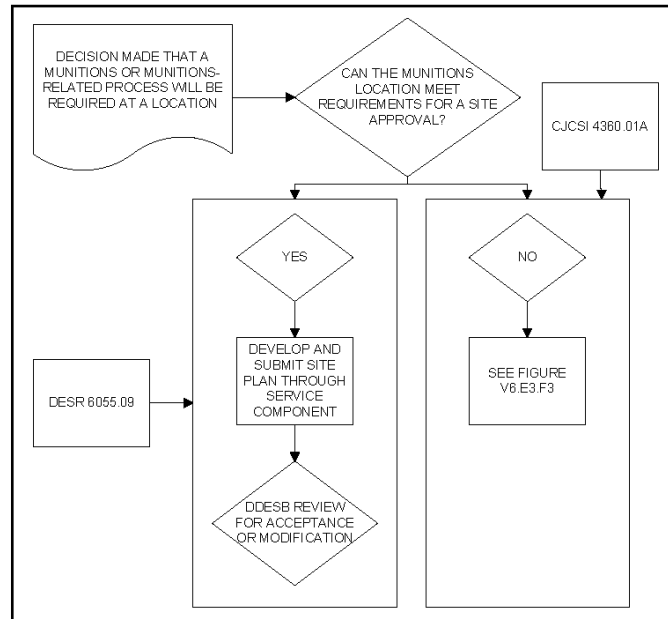 DECISION MADE THAT A
MUNITIONS OR MUNITIONS-
RELATED PROCESS WILL BE
REQUIRED AT A LOCATION
CAN THE MUNITIONS
LOCATION MEET
REQUIREMENTS FOR A SITE
APPROVAL?
CJCSI 4360.01A
YES
NO
DEVELOP AND
SUBMIT SITE
PLAN THROUGH
SERVICE
COMPONENT
SEE FIGURE
V6.E3.F3
DESR 6055.09
DDESB REVIEW
FOR ACCEPTANCE
OR MODIFICATION